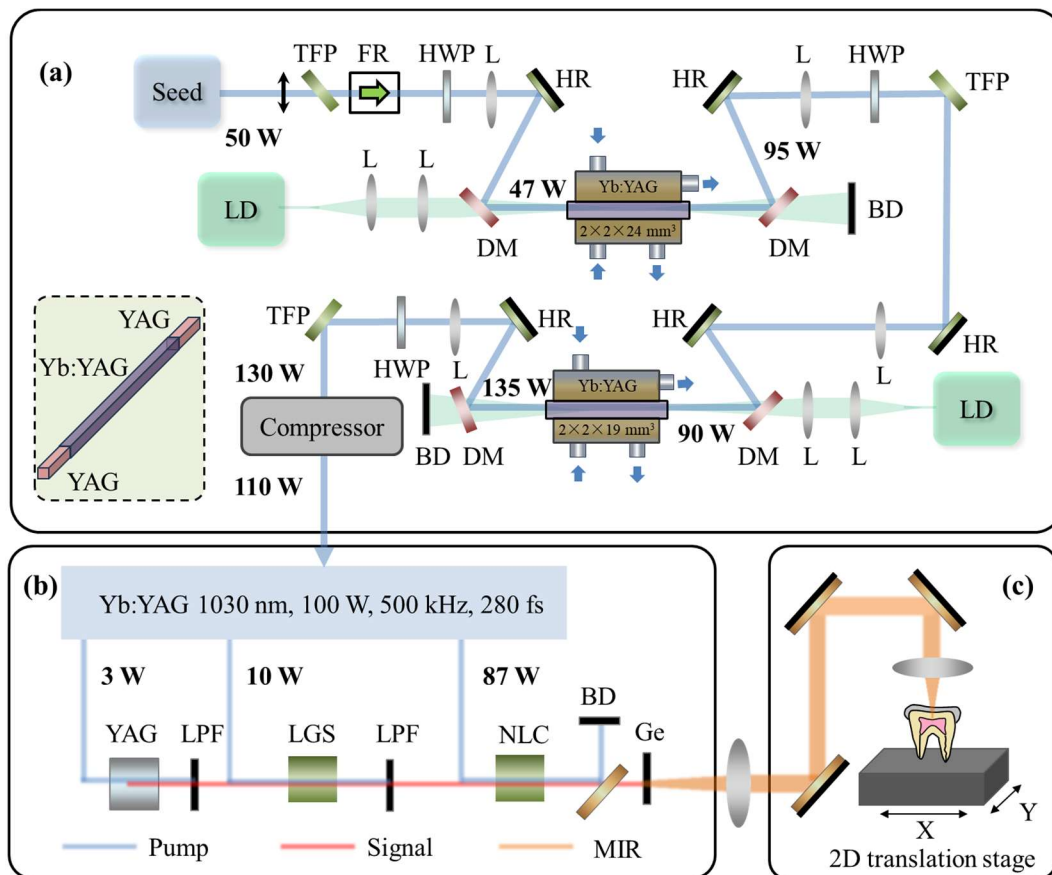 (a)
TFP FR HWP L HR
HR L HWP TFP
Seed
50 W
95 W
L L
47 W
Yb:YAG
LD
BD
DM
2×2×24 mm³
DM
YAG
Yb:YAG
YAG
TFP
HR
HR
HR
HWP L
L
130 W
135 W
Yb:YAG
LD
Compressor
2×2×19 mm³
90 W
BD DM
DM L L
110 W
(b)
Yb:YAG 1030 nm, 100 W, 500 kHz, 280 fs
3 W 10 W 87 W
BD
YAG LPF LGS LPF NLC Ge
Pump Signal MIR
(c)
Y
X
2D translation stage